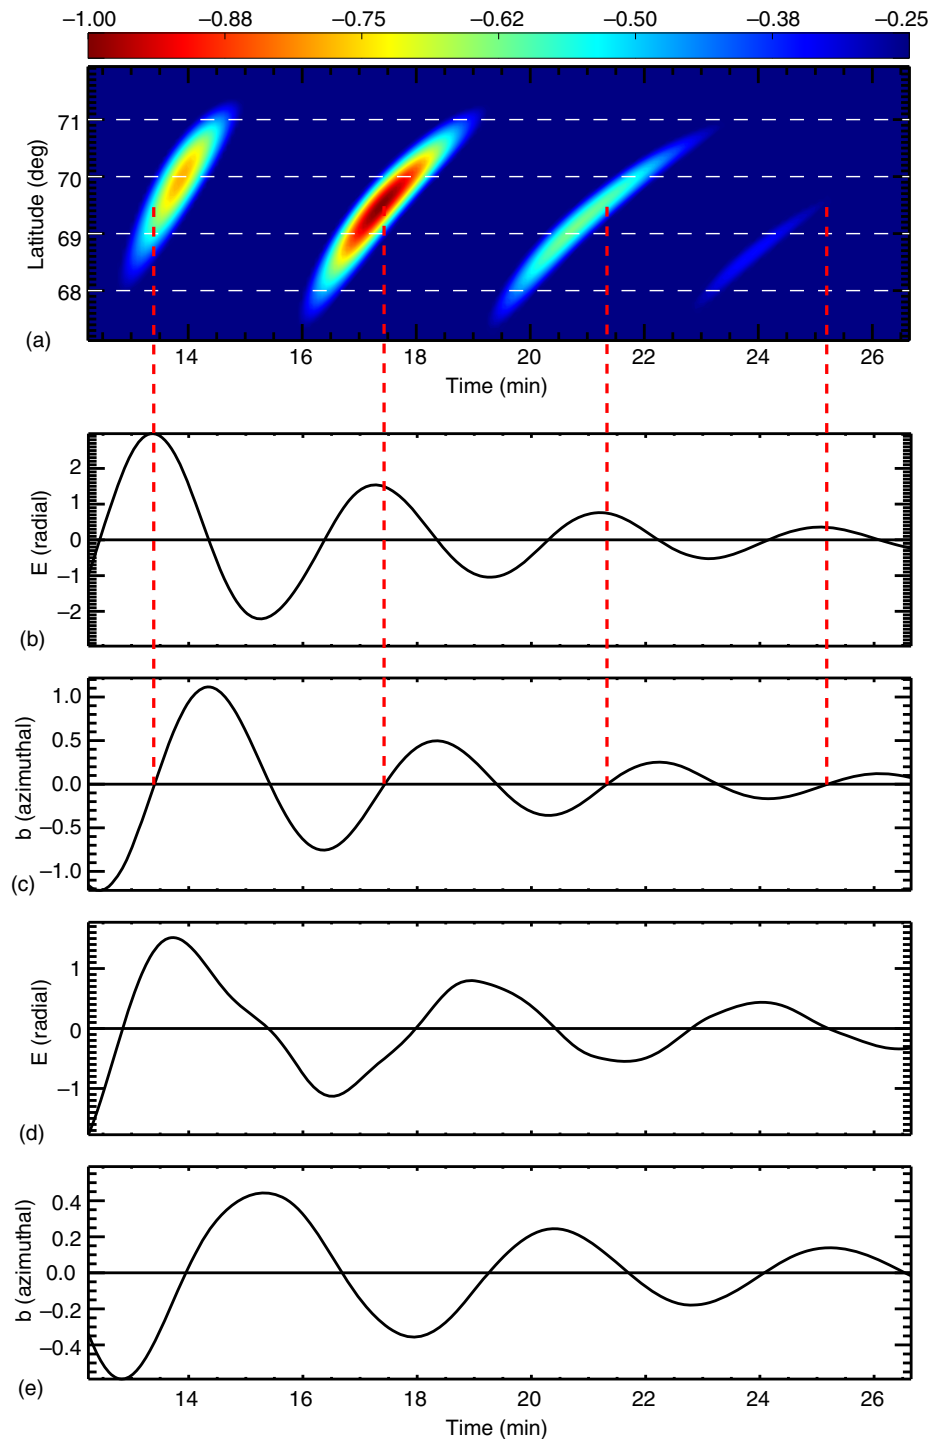 −1.00 −0.88 −0.75 −0.62 −0.50 −0.38 −0.25
71
70
69
68
Latitude (deg)
(a)
14 16 18 20 22 24 26
Time (min)
2
1
0
−1
−2
E (radial)
(b)
1.0
0.5
0.0
−0.5
−1.0
b (azimuthal)
(c)
1
0
−1
E (radial)
(d)
0.4
0.2
0.0
−0.2
−0.4
b (azimuthal)
(e)
14 16 18 20 22 24 26
Time (min)